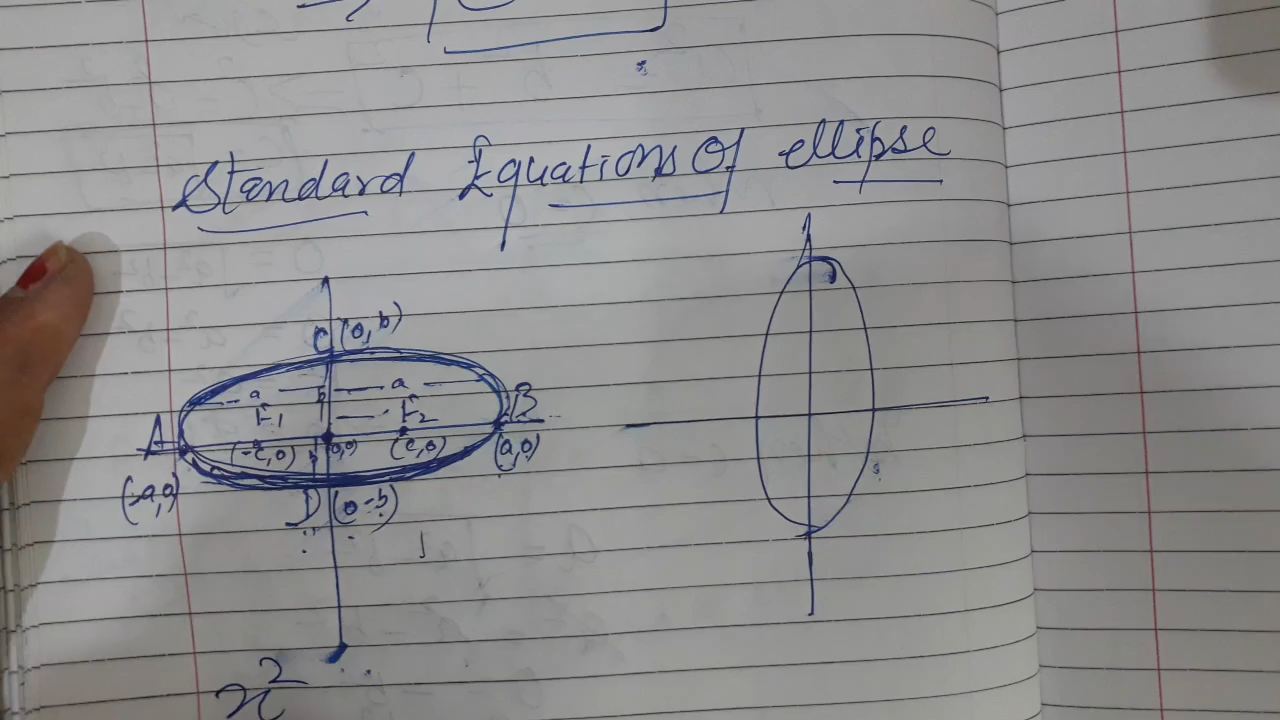 Standard Equations Of ellipse
C (0, b)
a b a
F1 F2 B
A (-c, 0) (0,0) (c,0) (a,0)
(-a,0) D (0-b)
x²